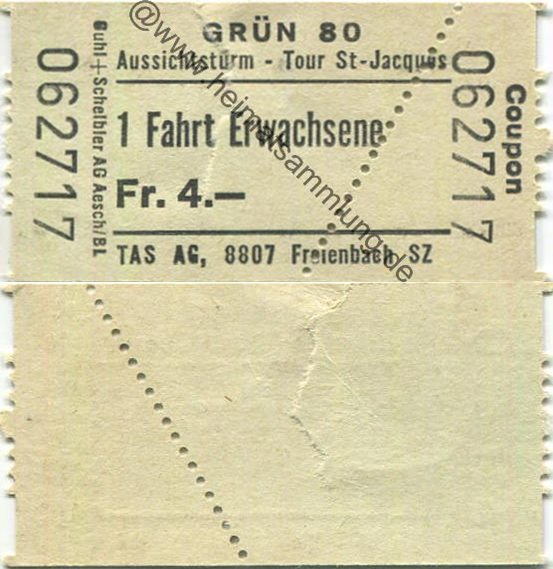 GRÜN 80
Aussichtsturm - Tour St-Jacques
1 Fahrt Erwachsene
Fr. 4.—
TAS AG, 8807 Freienbach SZ
062717
Buhl + Scheibler AG Aesch/BL
062717
Coupon
@www.heimatsammlung.de